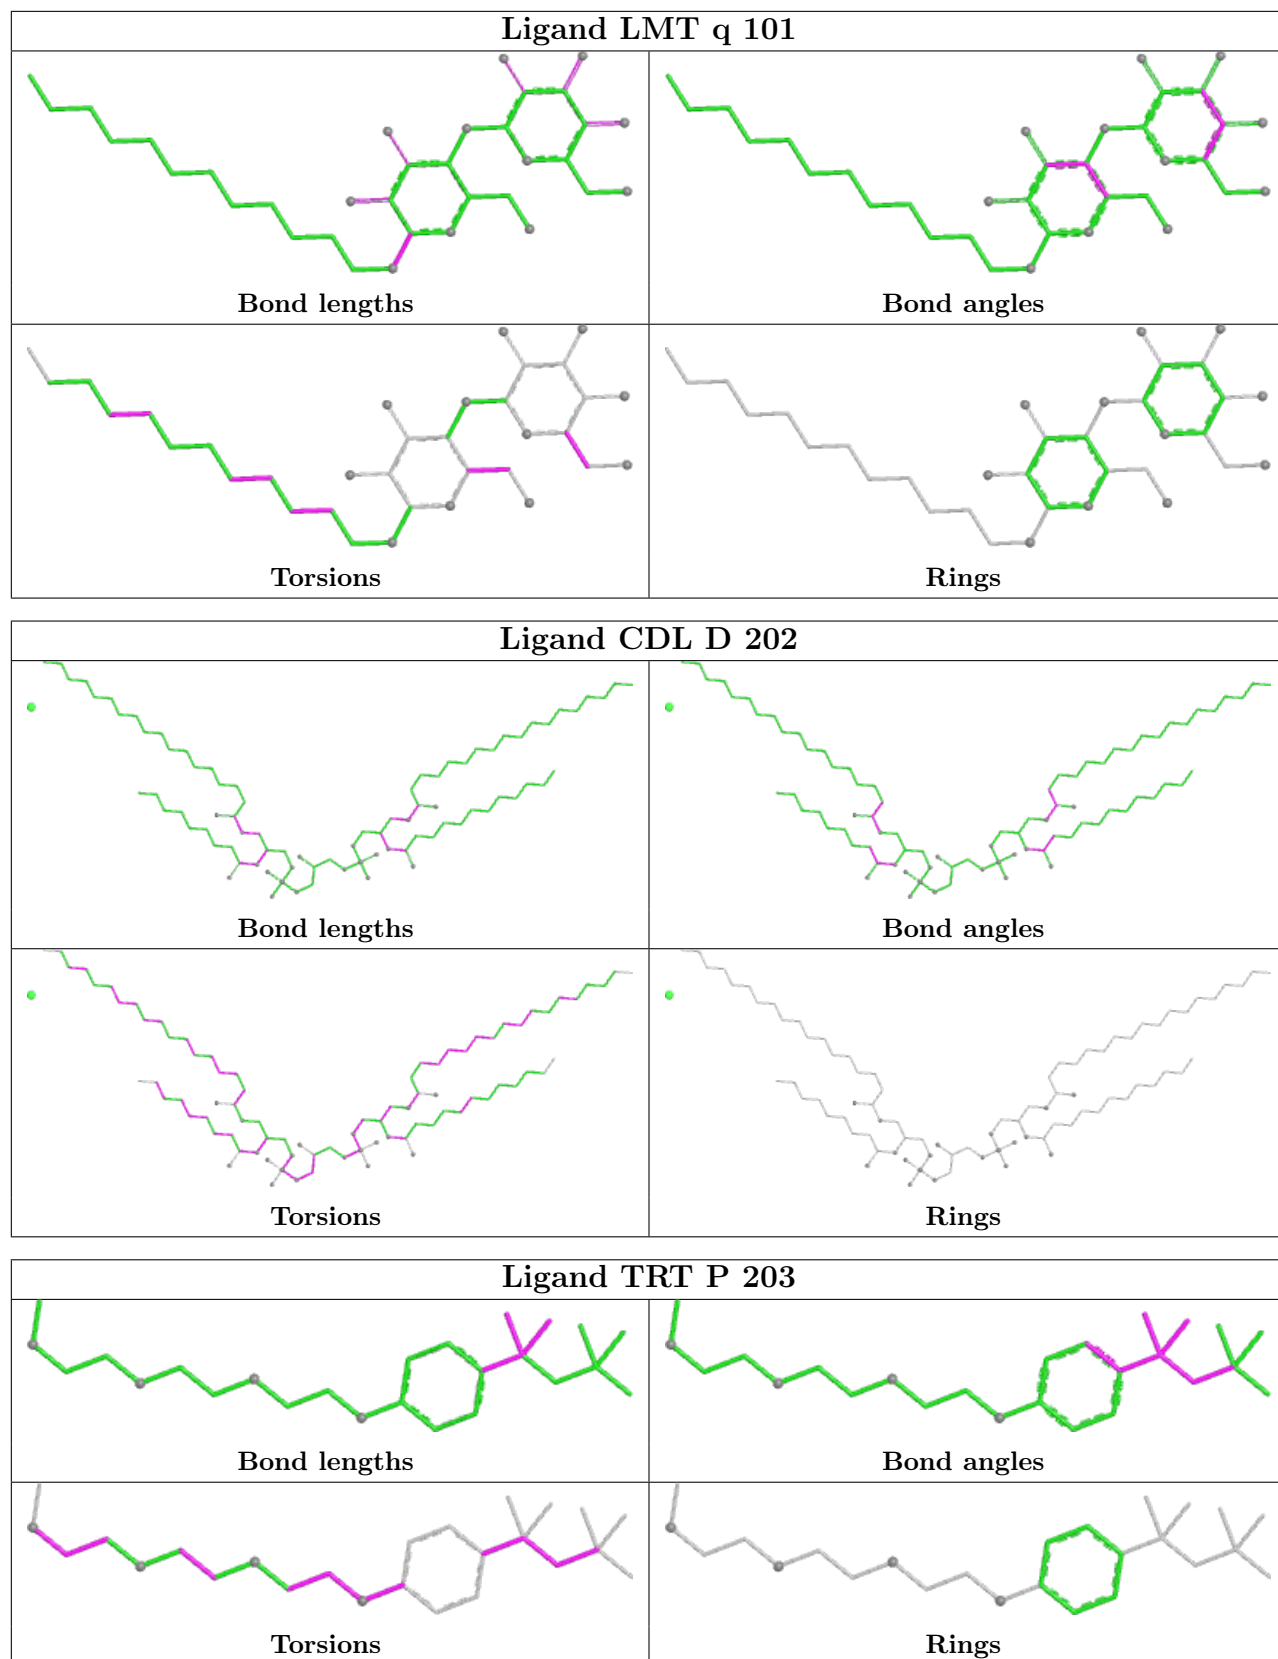 Ligand LMT q 101
Bond lengths
Bond angles
Torsions
Rings
Ligand CDL D 202
Bond lengths
Bond angles
Torsions
Rings
Ligand TRT P 203
Bond lengths
Bond angles
Torsions
Rings